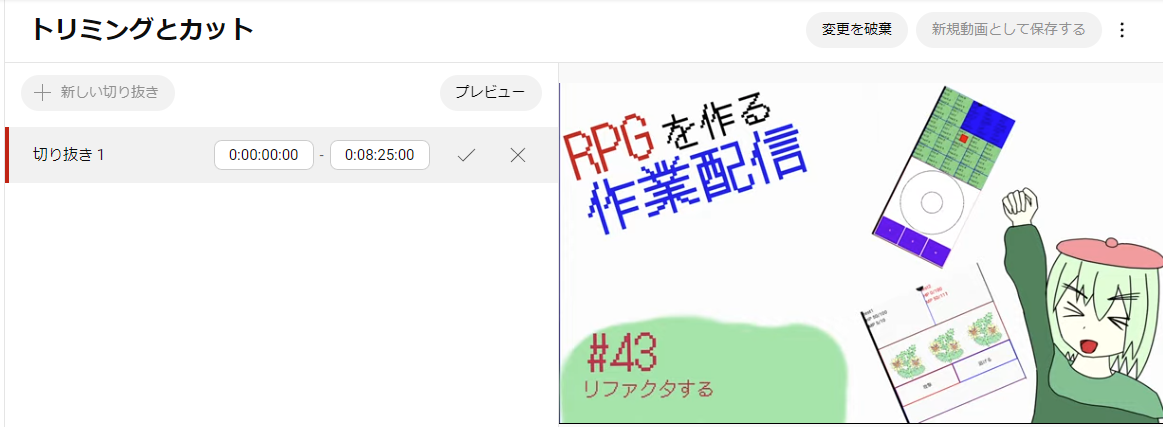 トリミングとカット
変更を破棄
新規動画として保存する
新しい切り抜き
プレビュー
切り抜き 1
0:00:00:00 - 0:08:25:00
RPGを作る
作業配信
#43
リファクタする